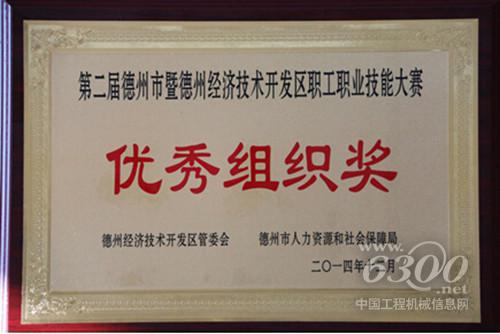 第二届德州市暨德州经济技术开发区职工职业技能大赛
优秀组织奖
德州经济技术开发区管委会 德州市人力资源和社会保障局
二〇一四年十二月
6300.net
中国工程机械信息网